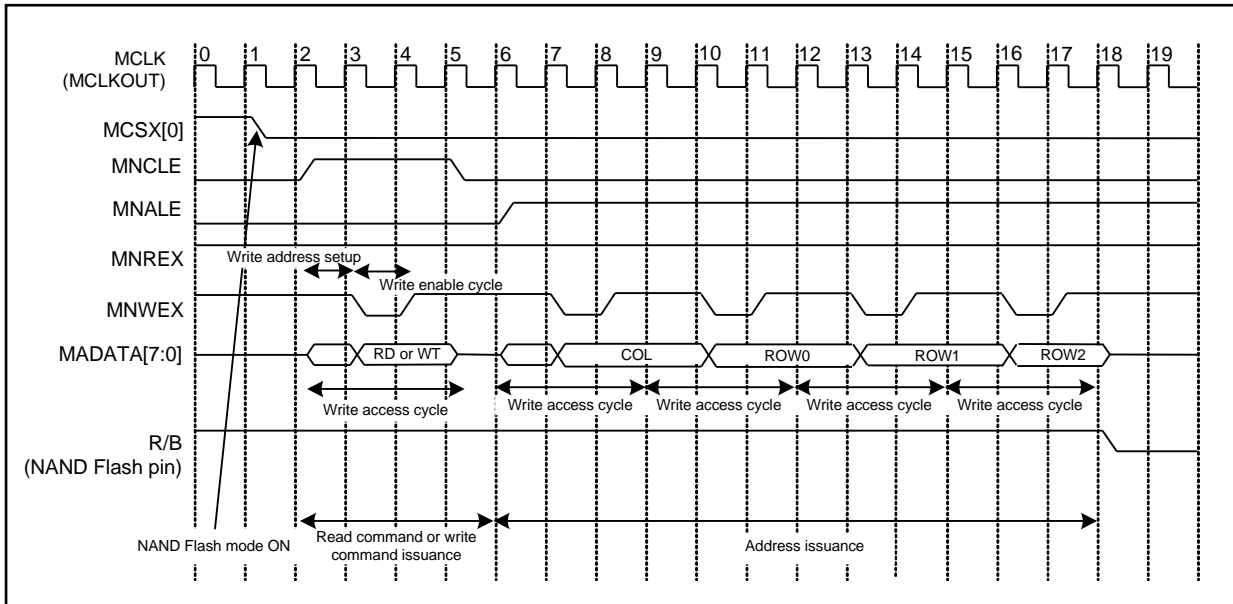 0 1 2 3 4 5 6 7 8 9 10 11 12 13 14 15 16 17 18 19
MCLK
(MCLKOUT)
MCSX[0]
MNCLE
MNALE
MNREX
Write address setup
Write enable cycle
MNWEX
MADATA[7:0]
RD or WT COL ROW0 ROW1 ROW2
Write access cycle Write access cycle Write access cycle Write access cycle Write access cycle
R/B
(NAND Flash pin)
NAND Flash mode ON
Read command or write
command issuance
Address issuance